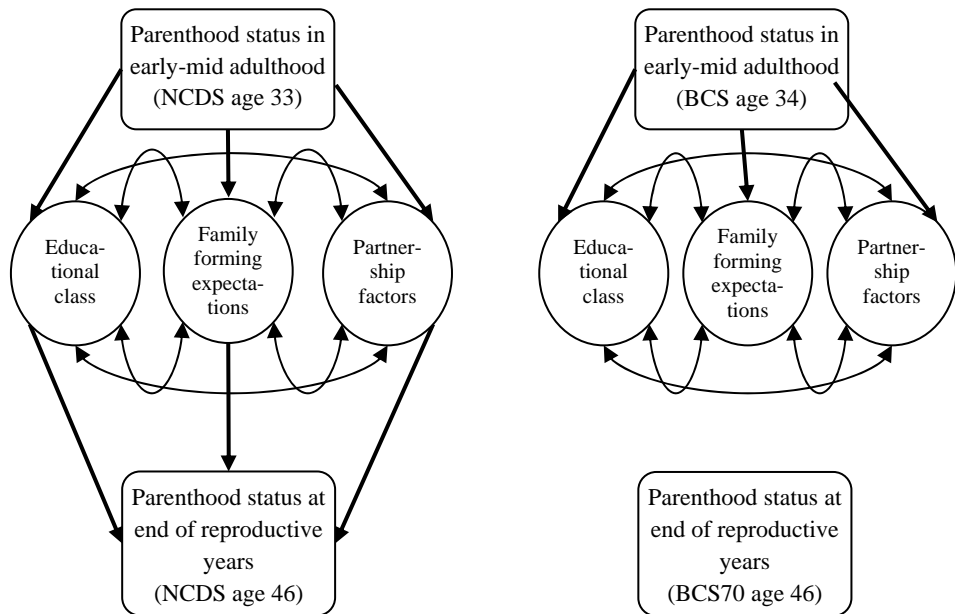 Parenthood status in
early-mid adulthood
(NCDS age 33)
Educa-
tional
class
Family
forming
expecta-
tions
Partner-
ship
factors
Parenthood status at
end of reproductive
years
(NCDS age 46)
Parenthood status in
early-mid adulthood
(BCS age 34)
Educa-
tional
class
Family
forming
expecta-
tions
Partner-
ship
factors
Parenthood status at
end of reproductive
years
(BCS70 age 46)